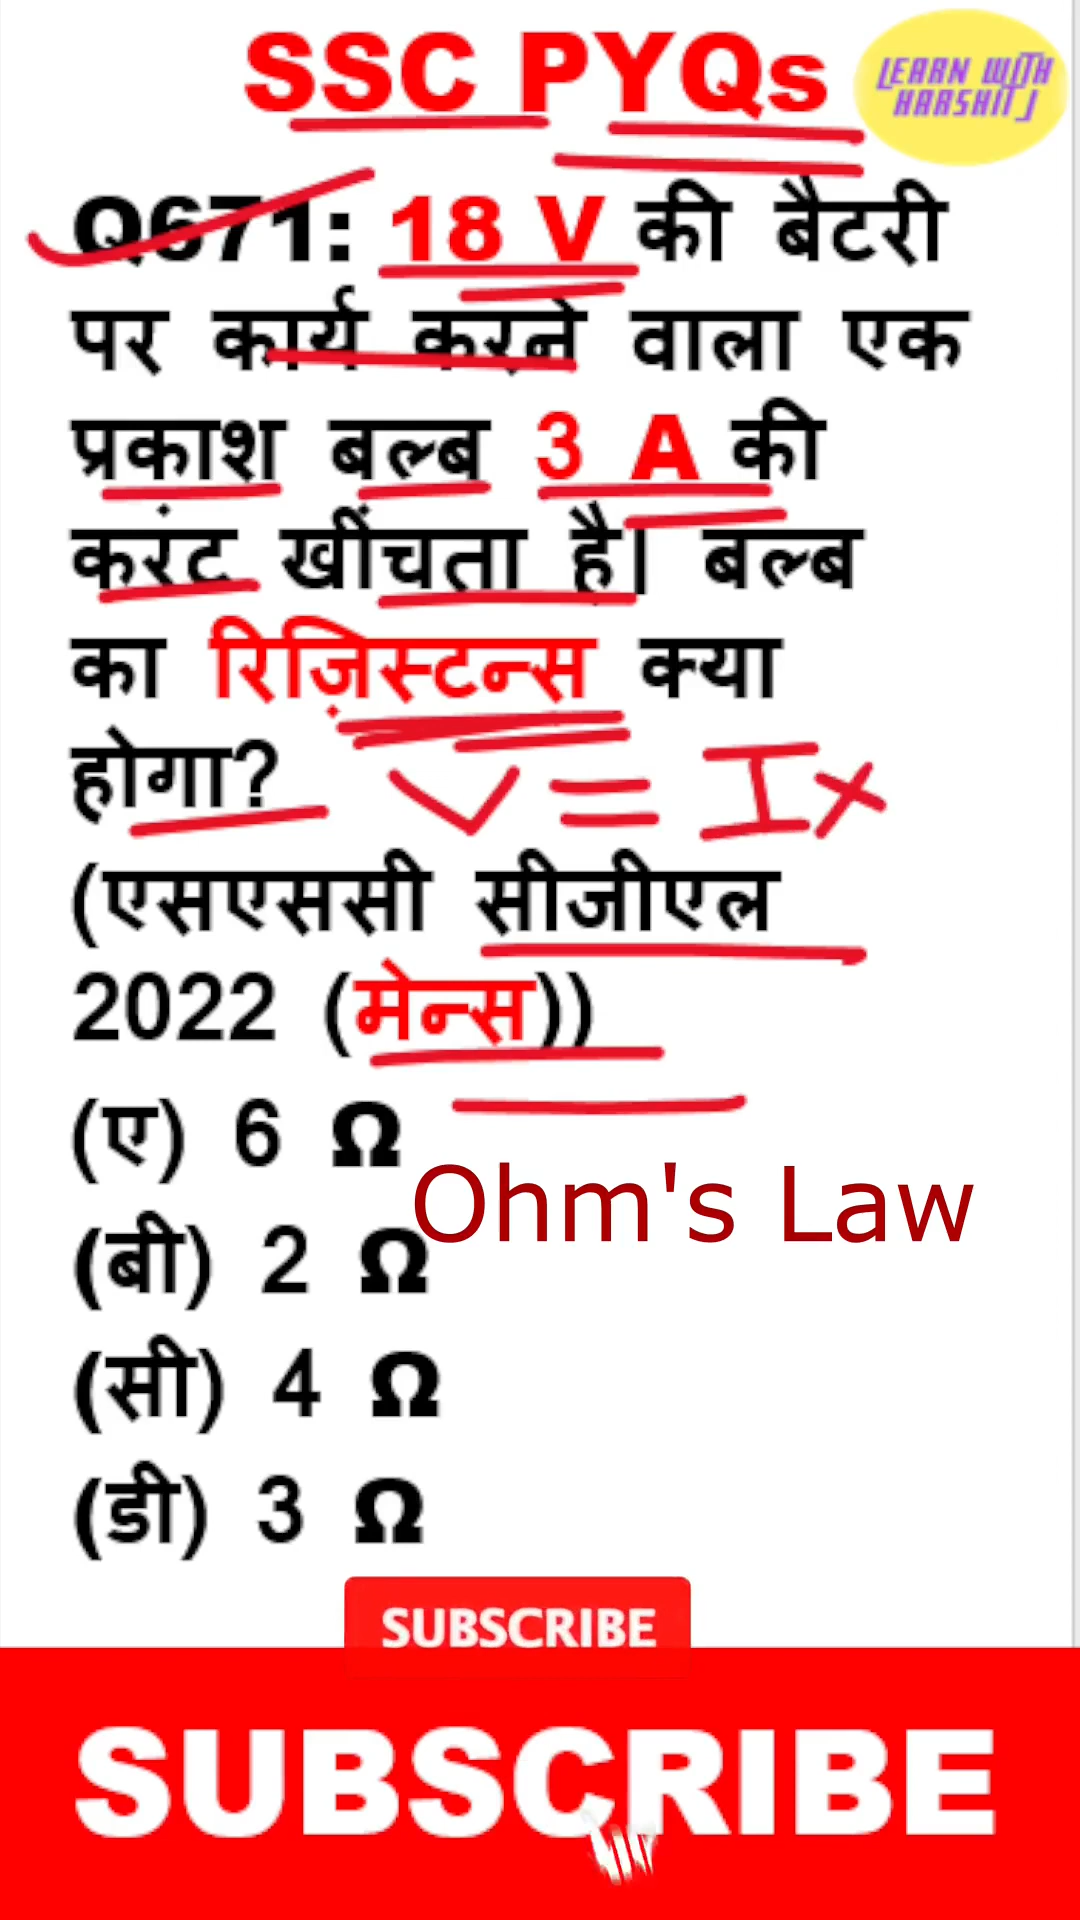 SSC PYQs
LEARN WITH
HARSHIT J
Q671: 18 V की बैटरी
पर कार्य करने वाला एक
प्रकाश बल्ब 3 A की
करंट खींचता है। बल्ब
का रिज़िस्टन्स क्या
होगा?
V = I ×
(एसएससी सीजीएल
2022 (मेन्स))
(ए) 6 Ω
Ohm's Law
(बी) 2 Ω
(सी) 4 Ω
(डी) 3 Ω
SUBSCRIBE
SUBSCRIBE